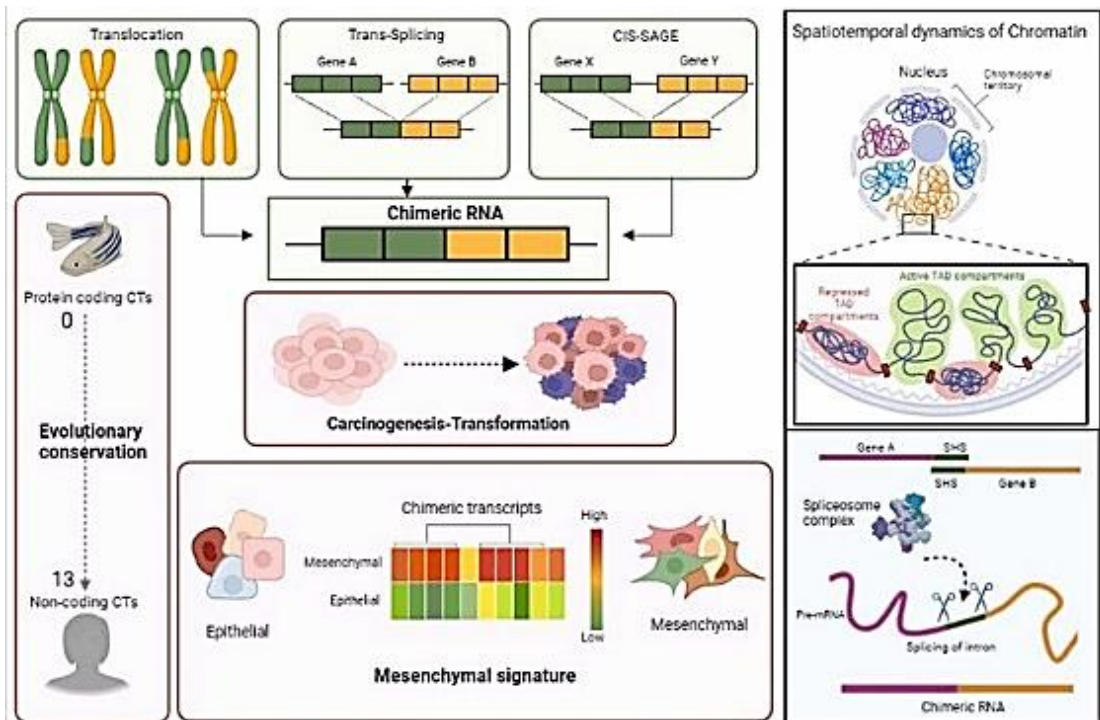 Translocation
Trans-Splicing
Gene A
Gene B
CIS-SAGE
Gene X
Gene Y
Chimeric RNA
Protein coding CTs
0
Evolutionary
conservation
13
Non-coding CTs
Carcinogenesis-Transformation
Chimeric transcripts
Mesenchymal
Epithelial
High
Low
Epithelial
Mesenchymal
Mesenchymal signature
Spatiotemporal dynamics of Chromatin
Nucleus
Chromosomal
territory
Active TAD compartments
Repressed
TAD
compartments
Gene A
SHS
SHS
Gene B
Spliceosome
complex
Pre-mRNA
Splicing of intron
Chimeric RNA